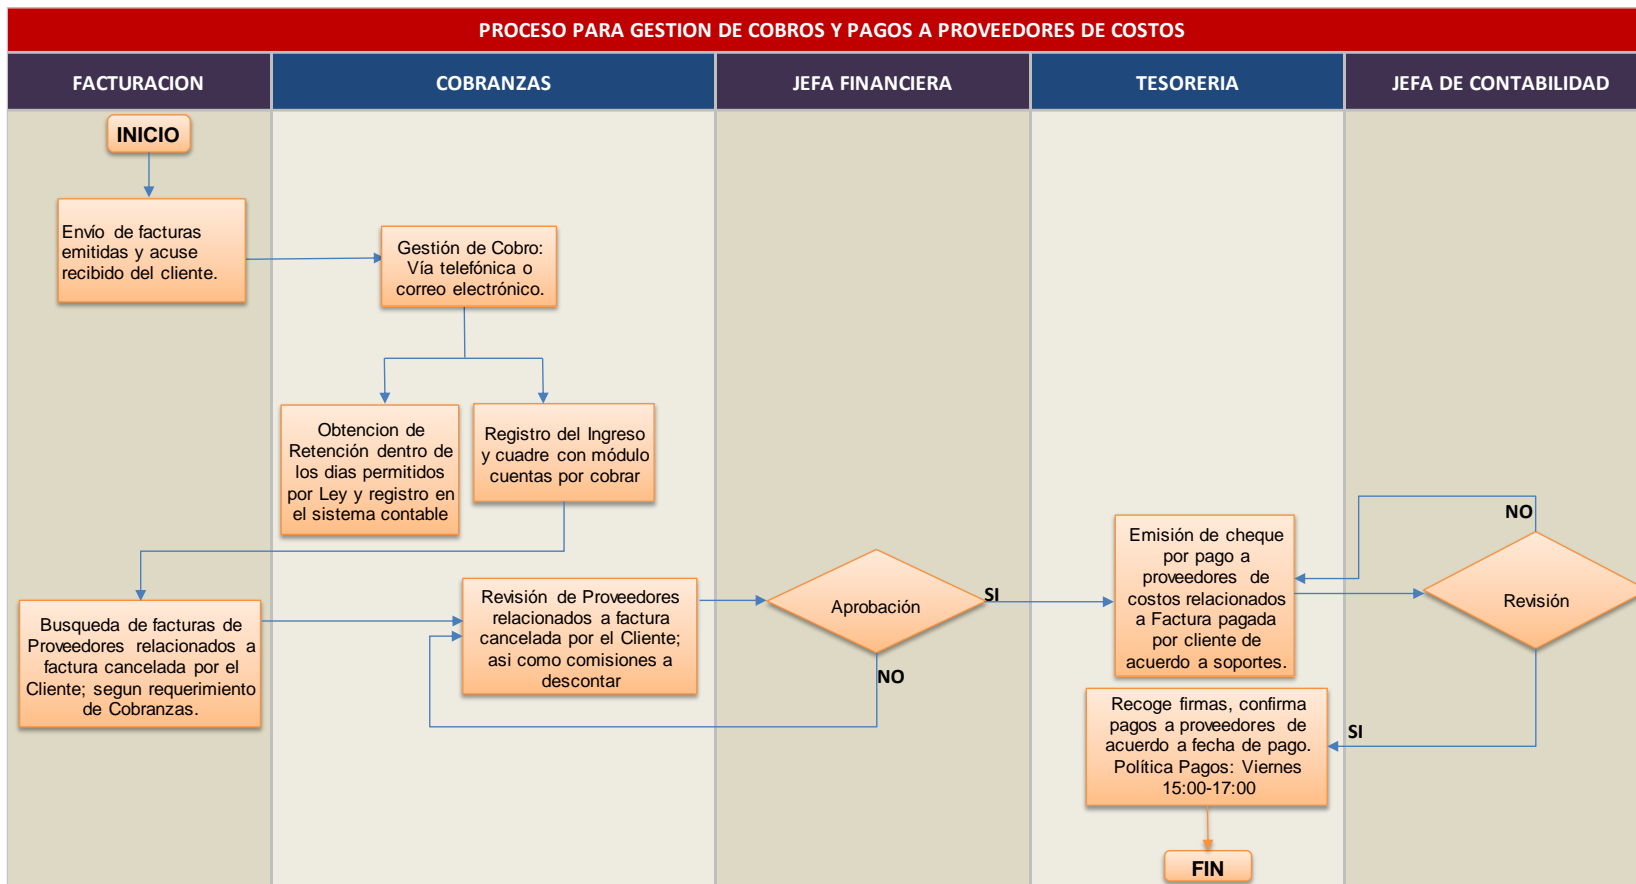 PROCESO PARA GESTION DE COBROS Y PAGOS A PROVEEDORES DE COSTOS
FACTURACION
COBRANZAS
JEFA FINANCIERA
TESORERIA
JEFA DE CONTABILIDAD
INICIO
Envío de facturas
emitidas y acuse
recibido del cliente.
Gestión de Cobro:
Vía telefónica o
correo electrónico.
Obtencion de
Retención dentro de
los dias permitidos
por Ley y registro en
el sistema contable
Registro del Ingreso
y cuadre con módulo
cuentas por cobrar
Busqueda de facturas de
Proveedores relacionados a
factura cancelada por el
Cliente; segun requerimiento
de Cobranzas.
Revisión de Proveedores
relacionados a factura
cancelada por el Cliente;
asi como comisiones a
descontar
Aprobación
SI
NO
Emisión de cheque
por pago a
proveedores de
costos relacionados
a Factura pagada
por cliente de
acuerdo a soportes.
NO
Revisión
SI
Recoge firmas, confirma
pagos a proveedores de
acuerdo a fecha de pago.
Política Pagos: Viernes
15:00-17:00
FIN